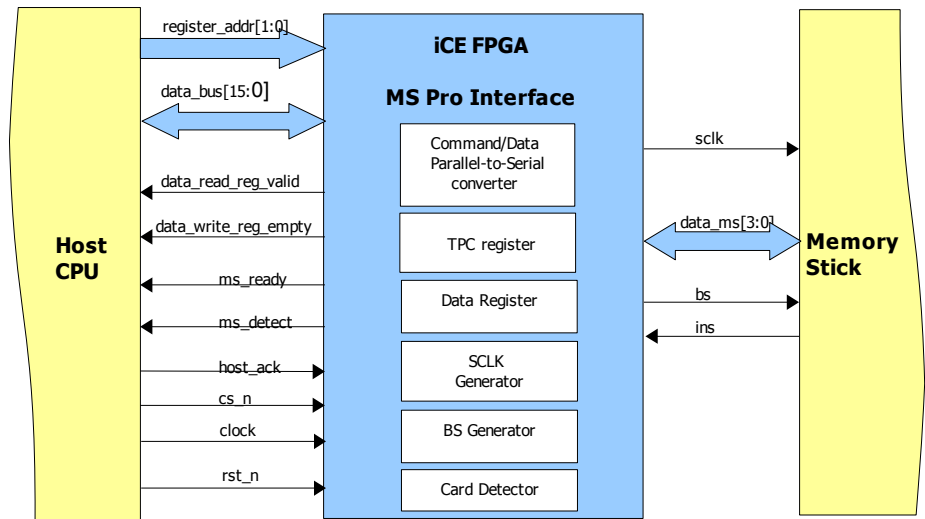 Host
CPU
register_addr[1:0]
data_bus[15:0]
data_read_reg_valid
data_write_reg_empty
ms_ready
ms_detect
host_ack
cs_n
clock
rst_n
iCE FPGA
MS Pro Interface
Command/Data
Parallel-to-Serial
converter
TPC register
Data Register
SCLK
Generator
BS Generator
Card Detector
sclk
data_ms[3:0]
bs
ins
Memory
Stick